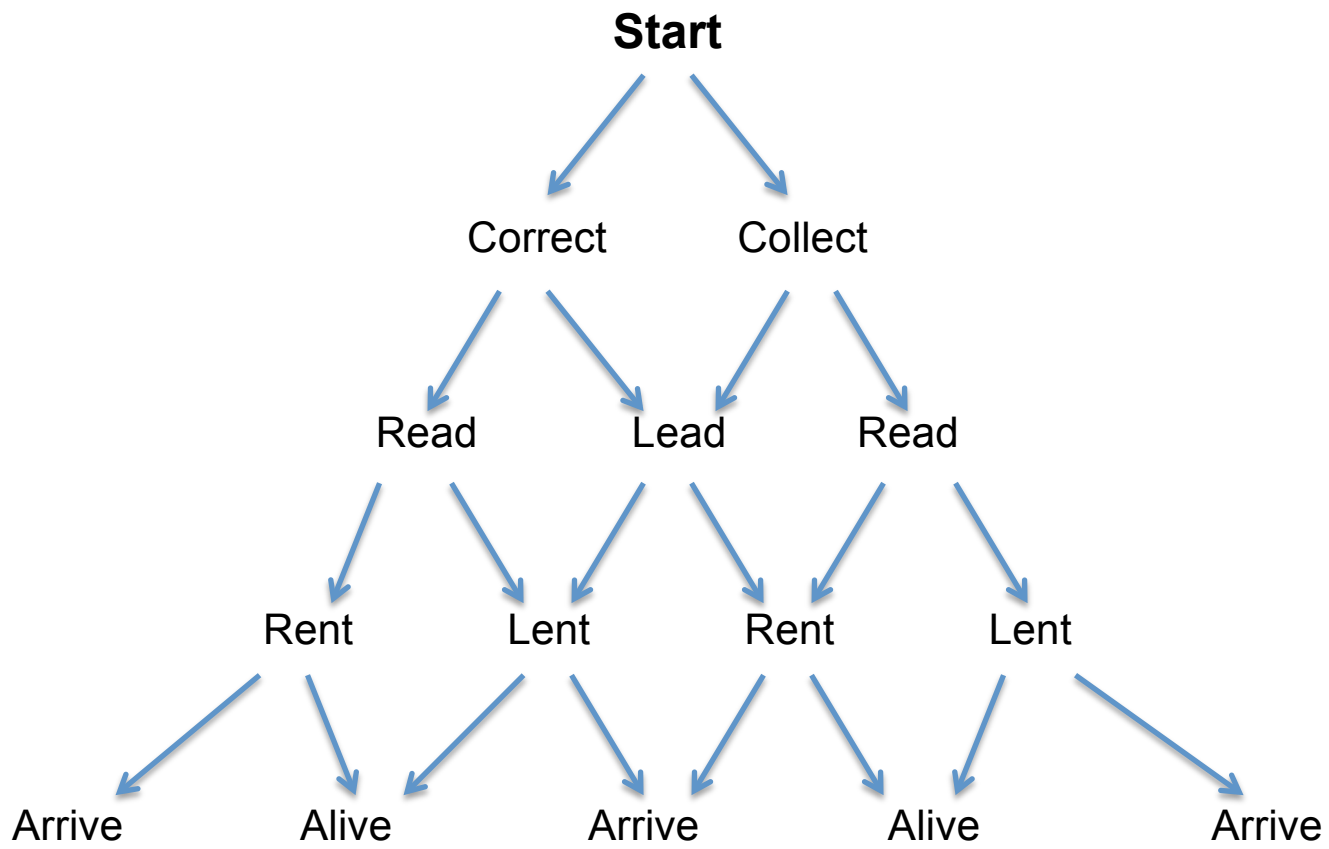 Start
Correct Collect
Read Lead Read
Rent Lent Rent Lent
Arrive Alive Arrive Alive Arrive